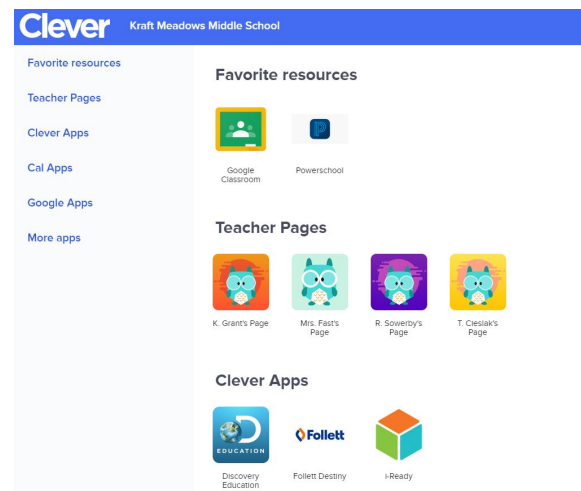 Clever Kraft Meadows Middle School
Favorite resources
Teacher Pages
Clever Apps
Cal Apps
Google Apps
More apps
Favorite resources
Google
Classroom
Powerschool
Teacher Pages
K. Grant's Page
Mrs. Fast's
Page
R. Sowerby's
Page
T. Cieslak's
Page
Clever Apps
D
EDUCATION
Discovery
Education
Follett
Follett Destiny
i-Ready